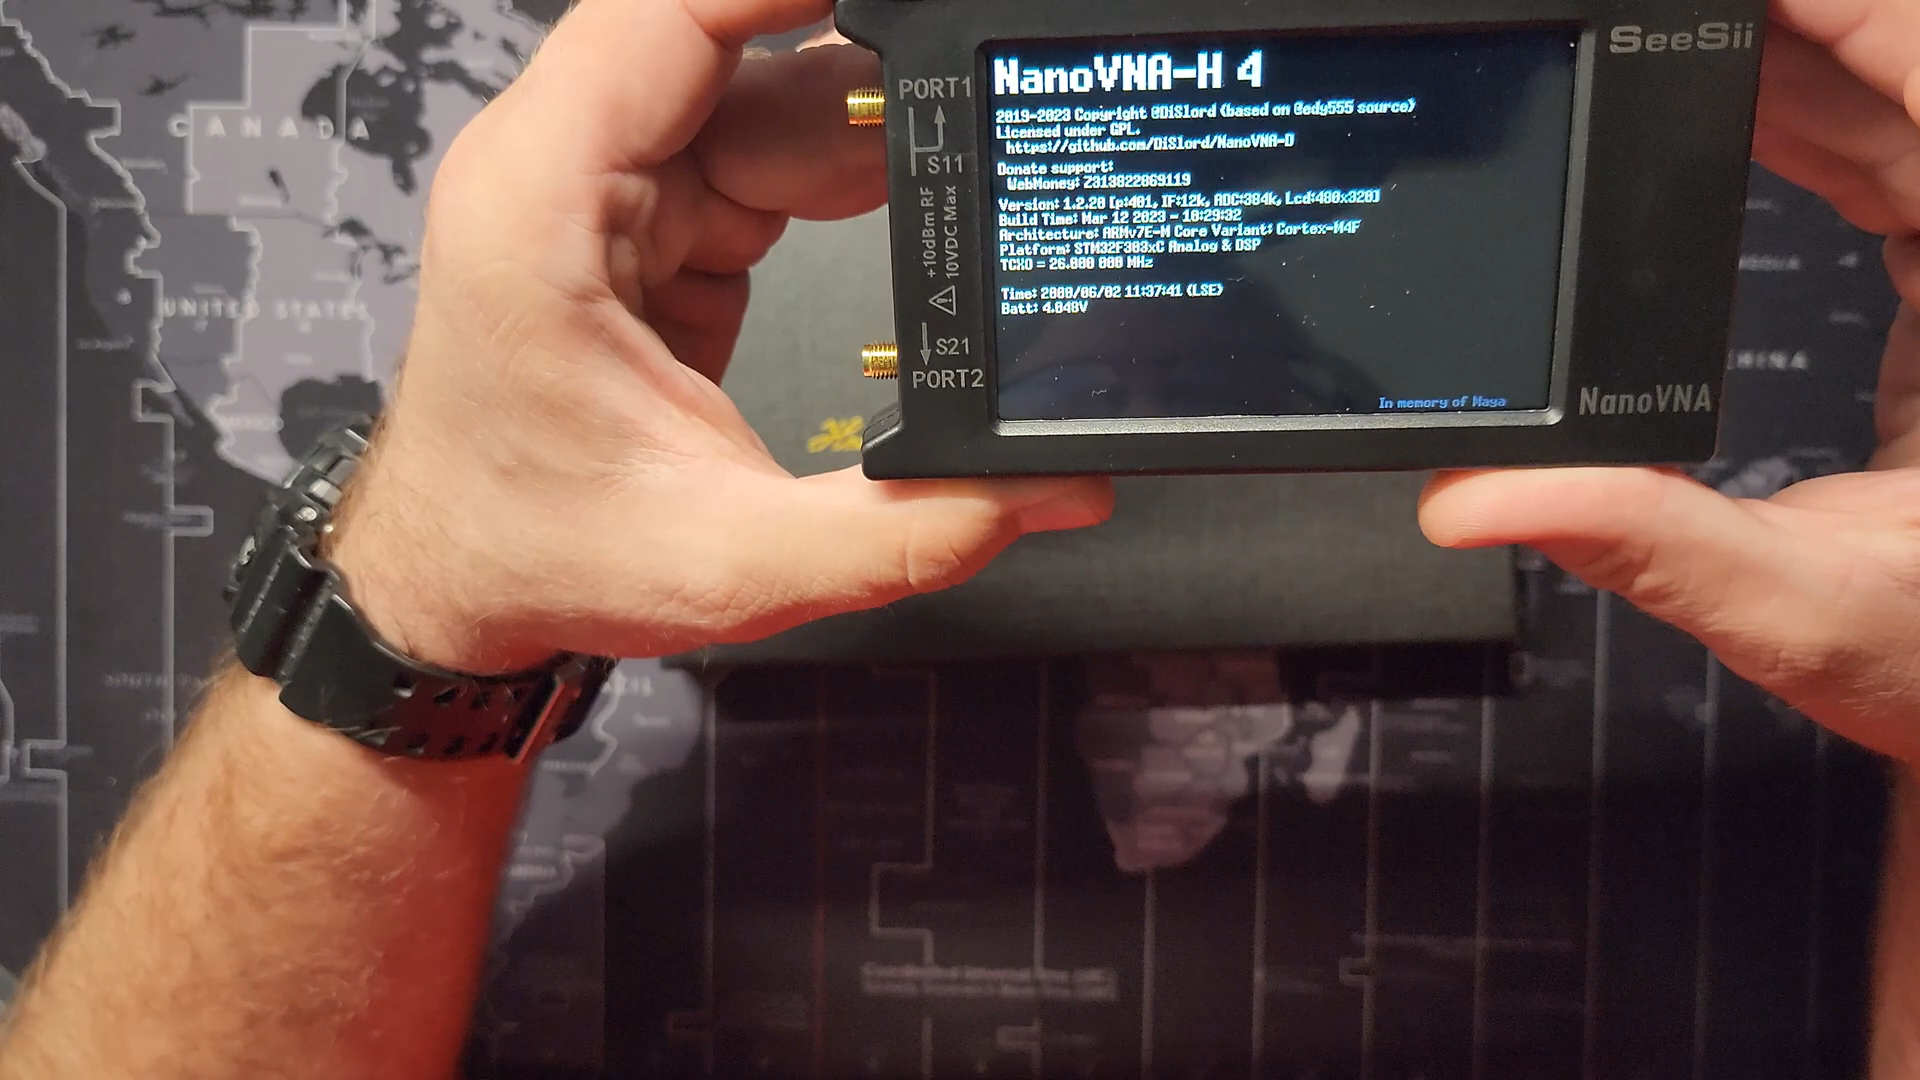 SeeSii
PORT1
S11
+10dBm RF
10VDC Max
S21
PORT2
NanoVNA-H 4
2019-2023 Copyright @DiSlord (based on @edy555 source)
Licensed under GPL.
https://github.com/DiSlord/NanoVNA-D
Donate support:
WebMoney: Z313822869119
Version: 1.2.20 [p:401, IF:12k, ADC:384k, Lcd:480x320]
Build Time: Mar 12 2023 - 10:29:32
Architecture: ARMv7E-M Core Variant: Cortex-M4F
Platform: STM32F303xC Analog & DSP
TCXO = 26.000 000 MHz
Time: 2000/06/02 11:37:41 (LSE)
Batt: 4.040V
In memory of Maya
NanoVNA
CANADA
UNITED STATES
MEXICO
CHINA